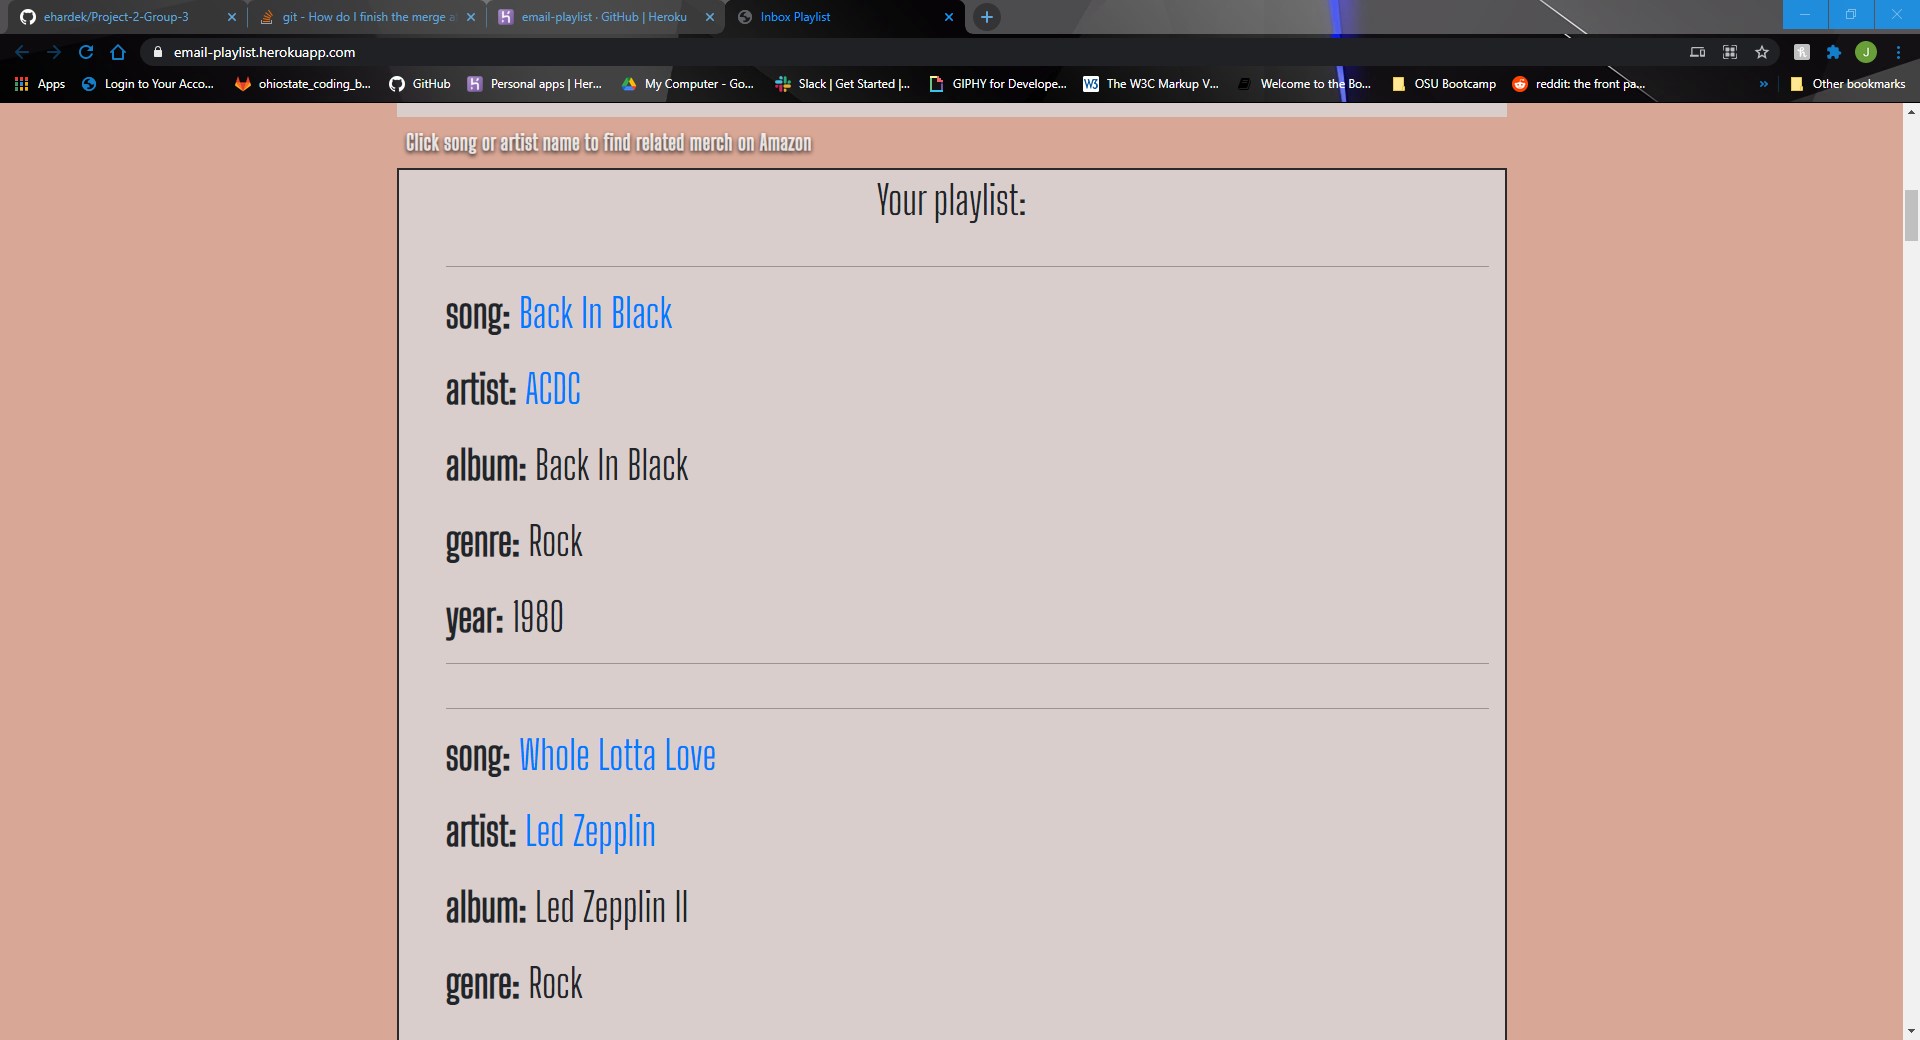 ehardek/Project-2-Group-3
git - How do I finish the merge a
email-playlist · GitHub | Heroku
Inbox Playlist
email-playlist.herokuapp.com
J
Apps
Login to Your Acco...
ohiostate_coding_b...
GitHub
Personal apps | Her...
My Computer - Go...
Slack | Get Started |...
GIPHY for Develope...
W3
The W3C Markup V...
Welcome to the Bo...
OSU Bootcamp
reddit: the front pa...
»
Other bookmarks
Click song or artist name to find related merch on Amazon
Your playlist:
song: Back In Black
artist: ACDC
album: Back In Black
genre: Rock
year: 1980
song: Whole Lotta Love
artist: Led Zepplin
album: Led Zepplin II
genre: Rock